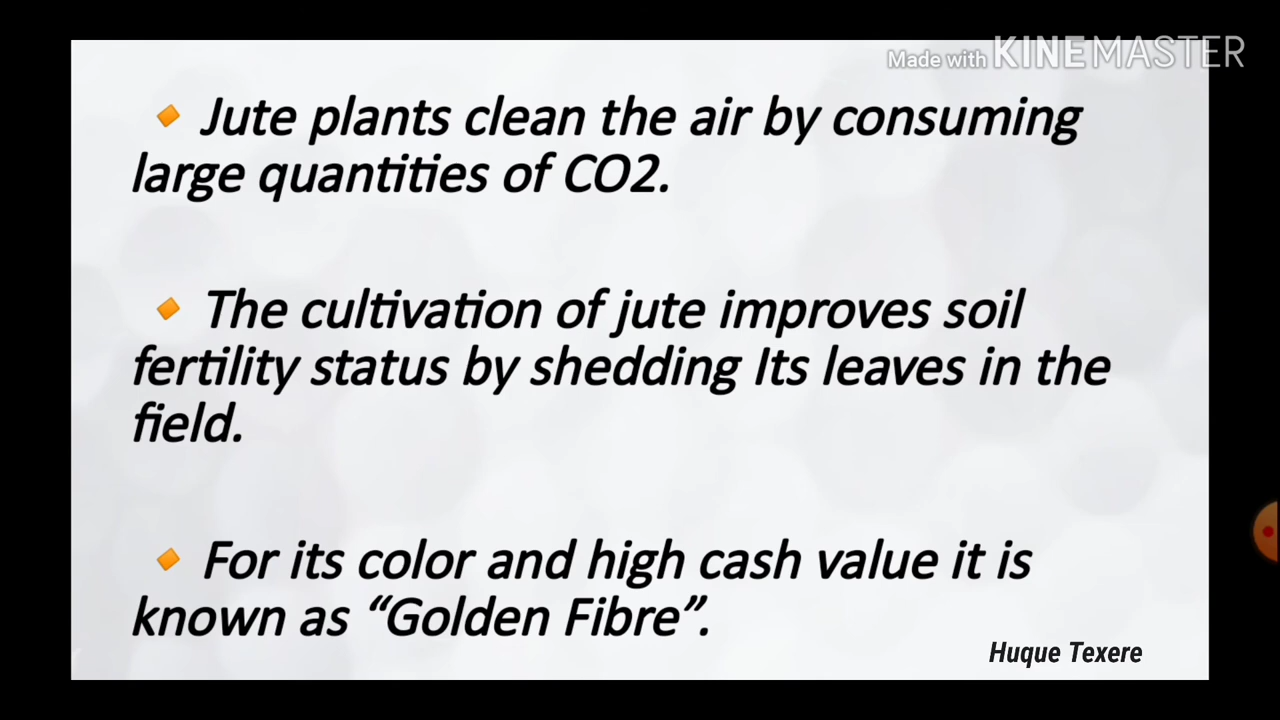 Made with KINEMASTER
🔸 Jute plants clean the air by consuming
large quantities of CO2.
🔸 The cultivation of jute improves soil
fertility status by shedding Its leaves in the
field.
🔸 For its color and high cash value it is
known as “Golden Fibre”.
Huque Texere